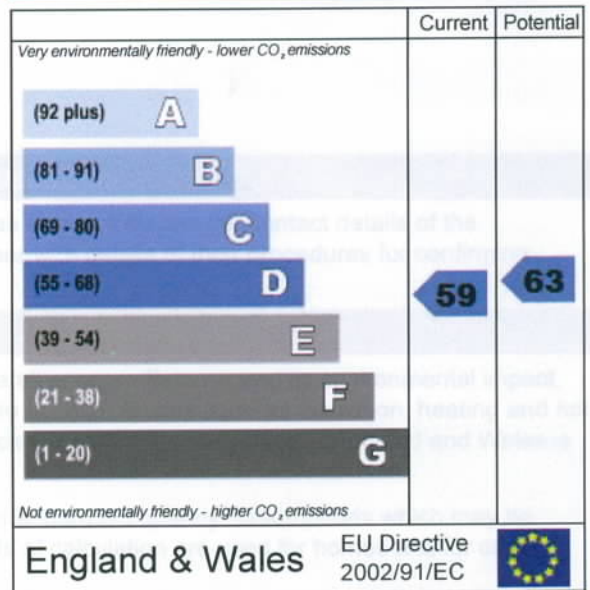 Current Potential
Very environmentally friendly - lower CO₂ emissions
(92 plus) A
(81 - 91) B
(69 - 80) C
(55 - 68) D
59 63
(39 - 54) E
(21 - 38) F
(1 - 20) G
Not environmentally friendly - higher CO₂ emissions
England & Wales
EU Directive
2002/91/EC